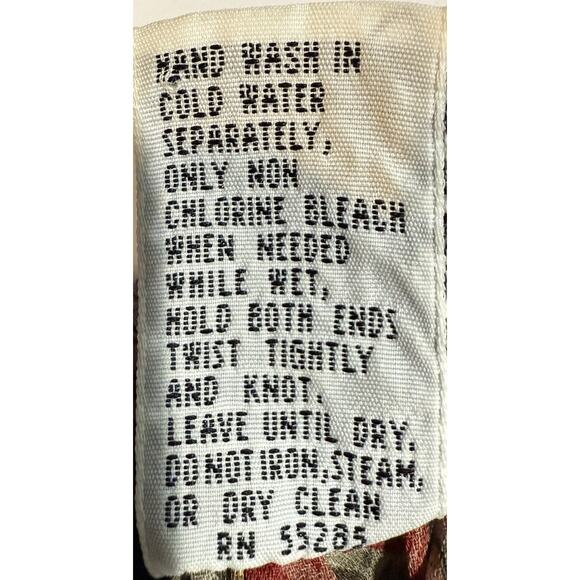 HAND WASH IN
COLD WATER
SEPARATELY,
ONLY NON
CHLORINE BLEACH
WHEN NEEDED
WHILE WET,
HOLD BOTH ENDS
TWIST TIGHTLY
AND KNOT.
LEAVE UNTIL DRY.
DO NOT IRON, STEAM,
OR DRY CLEAN
RN 55285